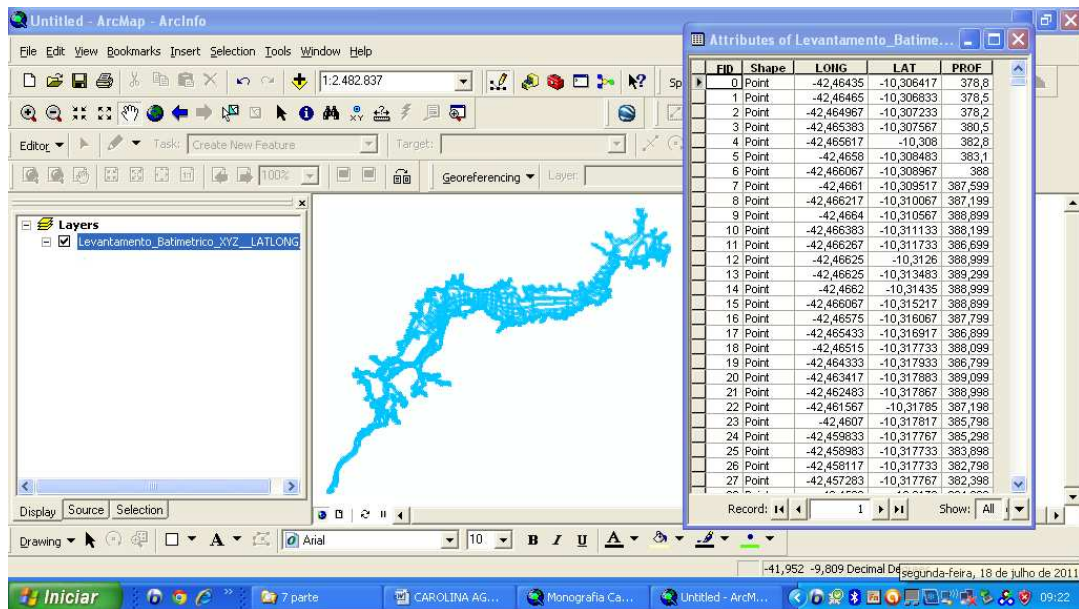 Untitled - ArcMap - ArcInfo
File Edit View Bookmarks Insert Selection Tools Window Help
1:2.482.837
Sp
Editor Task: Create New Feature Target:
100% Georeferencing Layer:
Layers
Levantamento_Batimetrico_XYZ__LATLONG
Display Source Selection
Attributes of Levantamento_Batime...
FID Shape LONG LAT PROF
0 Point -42,46435 -10,306417 378,8
1 Point -42,46465 -10,306833 378,5
2 Point -42,464967 -10,307233 378,2
3 Point -42,465383 -10,307567 380,5
4 Point -42,465617 -10,308 382,8
5 Point -42,4658 -10,308483 383,1
6 Point -42,466067 -10,308967 388
7 Point -42,4661 -10,309517 387,599
8 Point -42,466217 -10,310067 387,199
9 Point -42,4664 -10,310567 388,899
10 Point -42,466383 -10,311133 388,199
11 Point -42,466267 -10,311733 386,699
12 Point -42,46625 -10,3126 388,999
13 Point -42,46625 -10,313483 389,299
14 Point -42,4662 -10,31435 388,999
15 Point -42,466067 -10,315217 388,899
16 Point -42,46575 -10,316067 387,799
17 Point -42,465433 -10,316917 386,899
18 Point -42,46515 -10,317733 388,099
19 Point -42,464333 -10,317933 386,799
20 Point -42,463417 -10,317883 389,099
21 Point -42,462483 -10,317867 388,998
22 Point -42,461567 -10,31785 387,198
23 Point -42,4607 -10,317817 385,798
24 Point -42,459833 -10,317767 385,298
25 Point -42,458983 -10,317733 383,898
26 Point -42,458117 -10,317733 382,798
27 Point -42,457283 -10,317767 382,398
Record: 1 Show: All
Drawing A Arial 10 B I U A
-41,952 -9,809 Decimal De
segunda-feira, 18 de julho de 2011
Iniciar 7 parte CAROLINA AG... Monografia Ca... Untitled - ArcM... 09:22